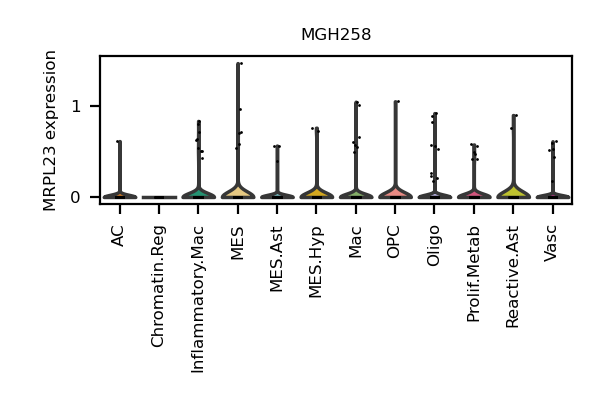 MGH258
MRPL23 expression
1
0
AC
Chromatin.Reg
Inflammatory.Mac
MES
MES.Ast
MES.Hyp
Mac
OPC
Oligo
Prolif.Metab
Reactive.Ast
Vasc